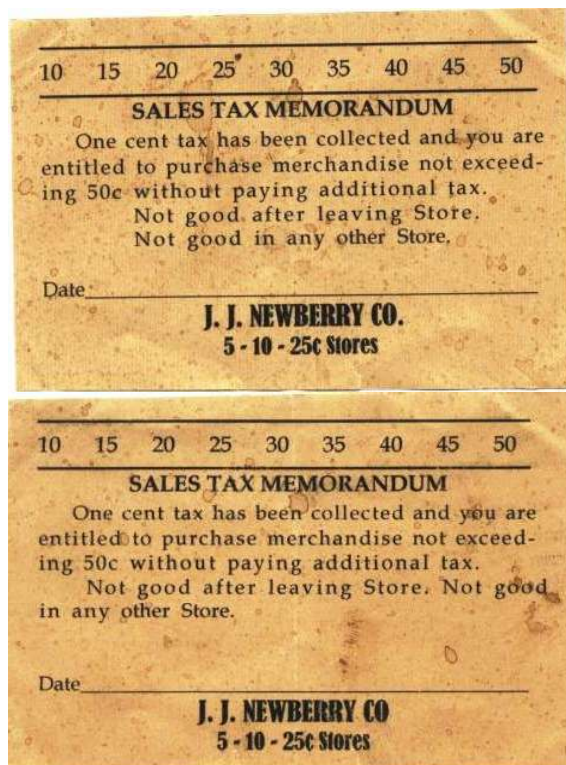 10 15 20 25 30 35 40 45 50
SALES TAX MEMORANDUM
One cent tax has been collected and you are
entitled to purchase merchandise not exceed-
ing 50c without paying additional tax.
Not good after leaving Store.
Not good in any other Store.
Date
J. J. NEWBERRY CO.
5 - 10 - 25¢ Stores
10 15 20 25 30 35 40 45 50
SALES TAX MEMORANDUM
One cent tax has been collected and you are
entitled to purchase merchandise not exceed-
ing 50c without paying additional tax.
Not good after leaving Store. Not good
in any other Store.
Date
J. J. NEWBERRY CO
5 - 10 - 25¢ Stores